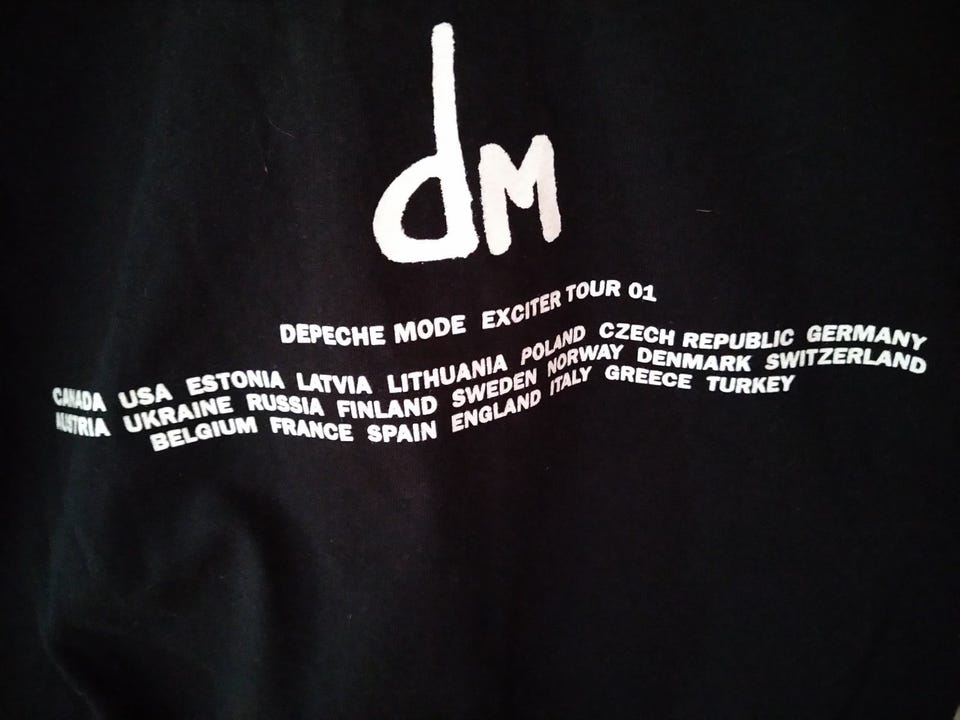 dM
DEPECHE MODE EXCITER TOUR 01
CANADA USA ESTONIA LATVIA LITHUANIA POLAND CZECH REPUBLIC GERMANY
AUSTRIA UKRAINE RUSSIA FINLAND SWEDEN NORWAY DENMARK SWITZERLAND
BELGIUM FRANCE SPAIN ENGLAND ITALY GREECE TURKEY